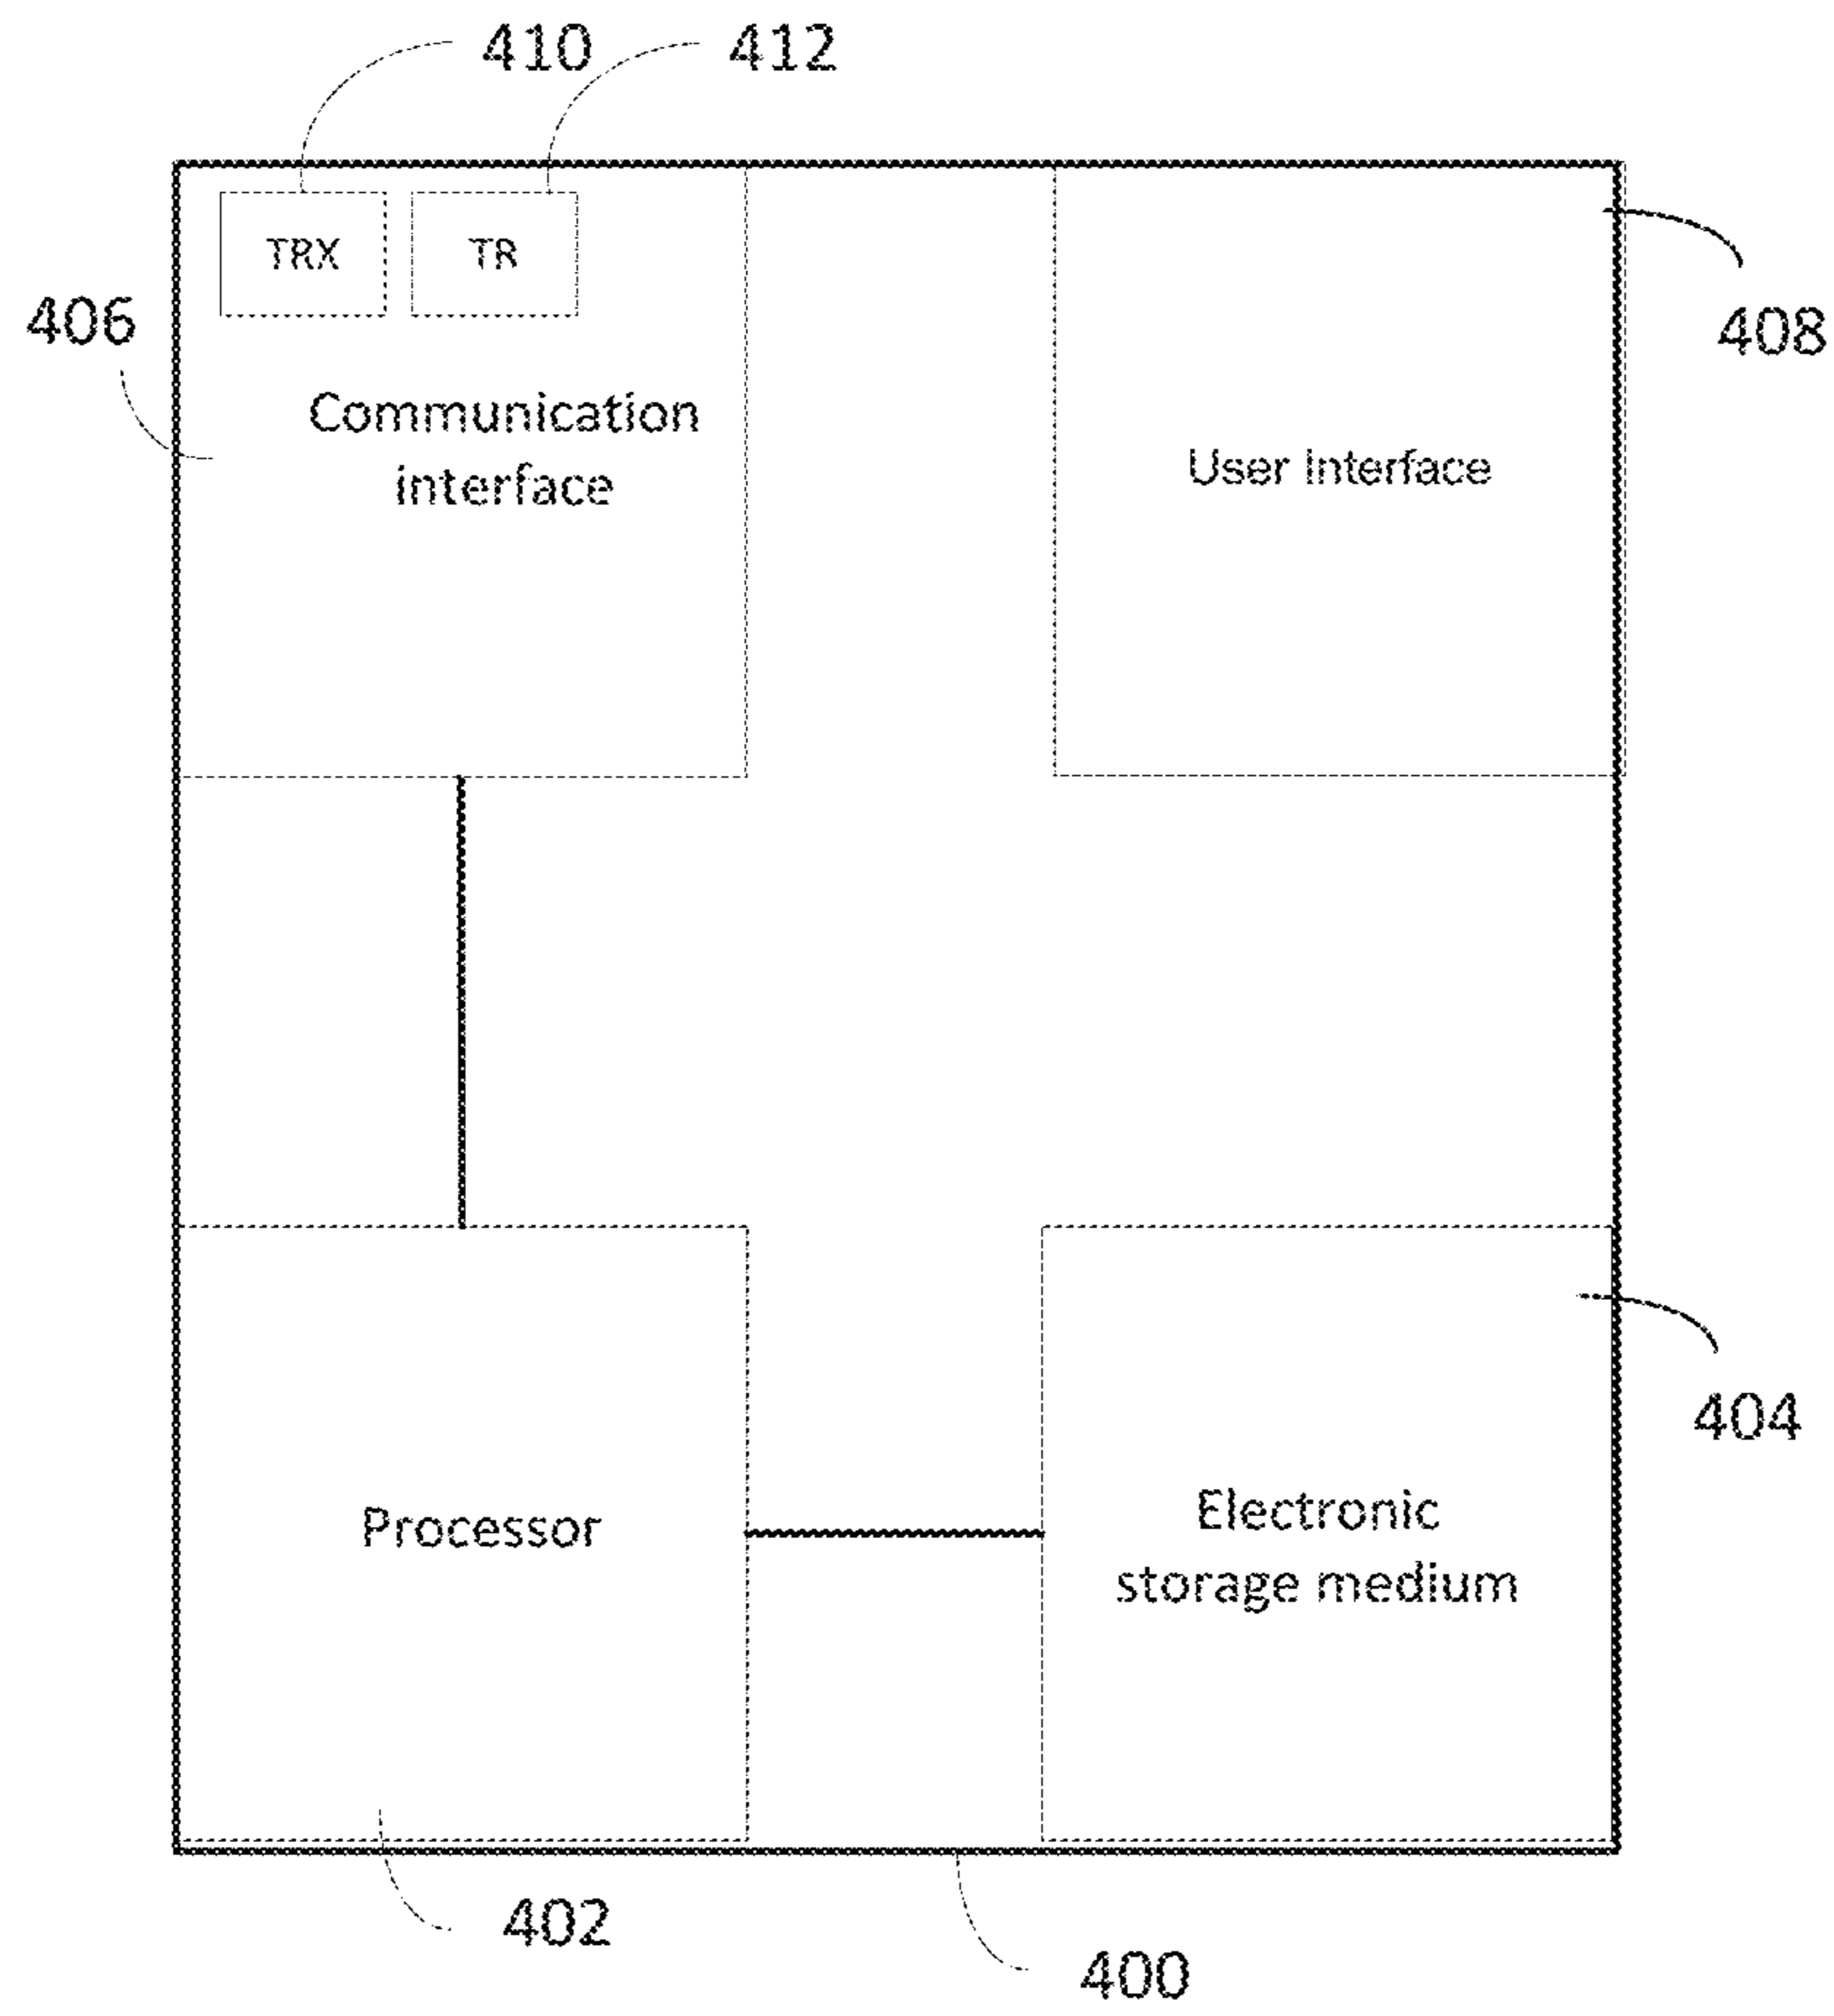 410 412
TRX TR
406
408
Communication
interface
User Interface
404
Processor
Electronic
storage medium
402
400